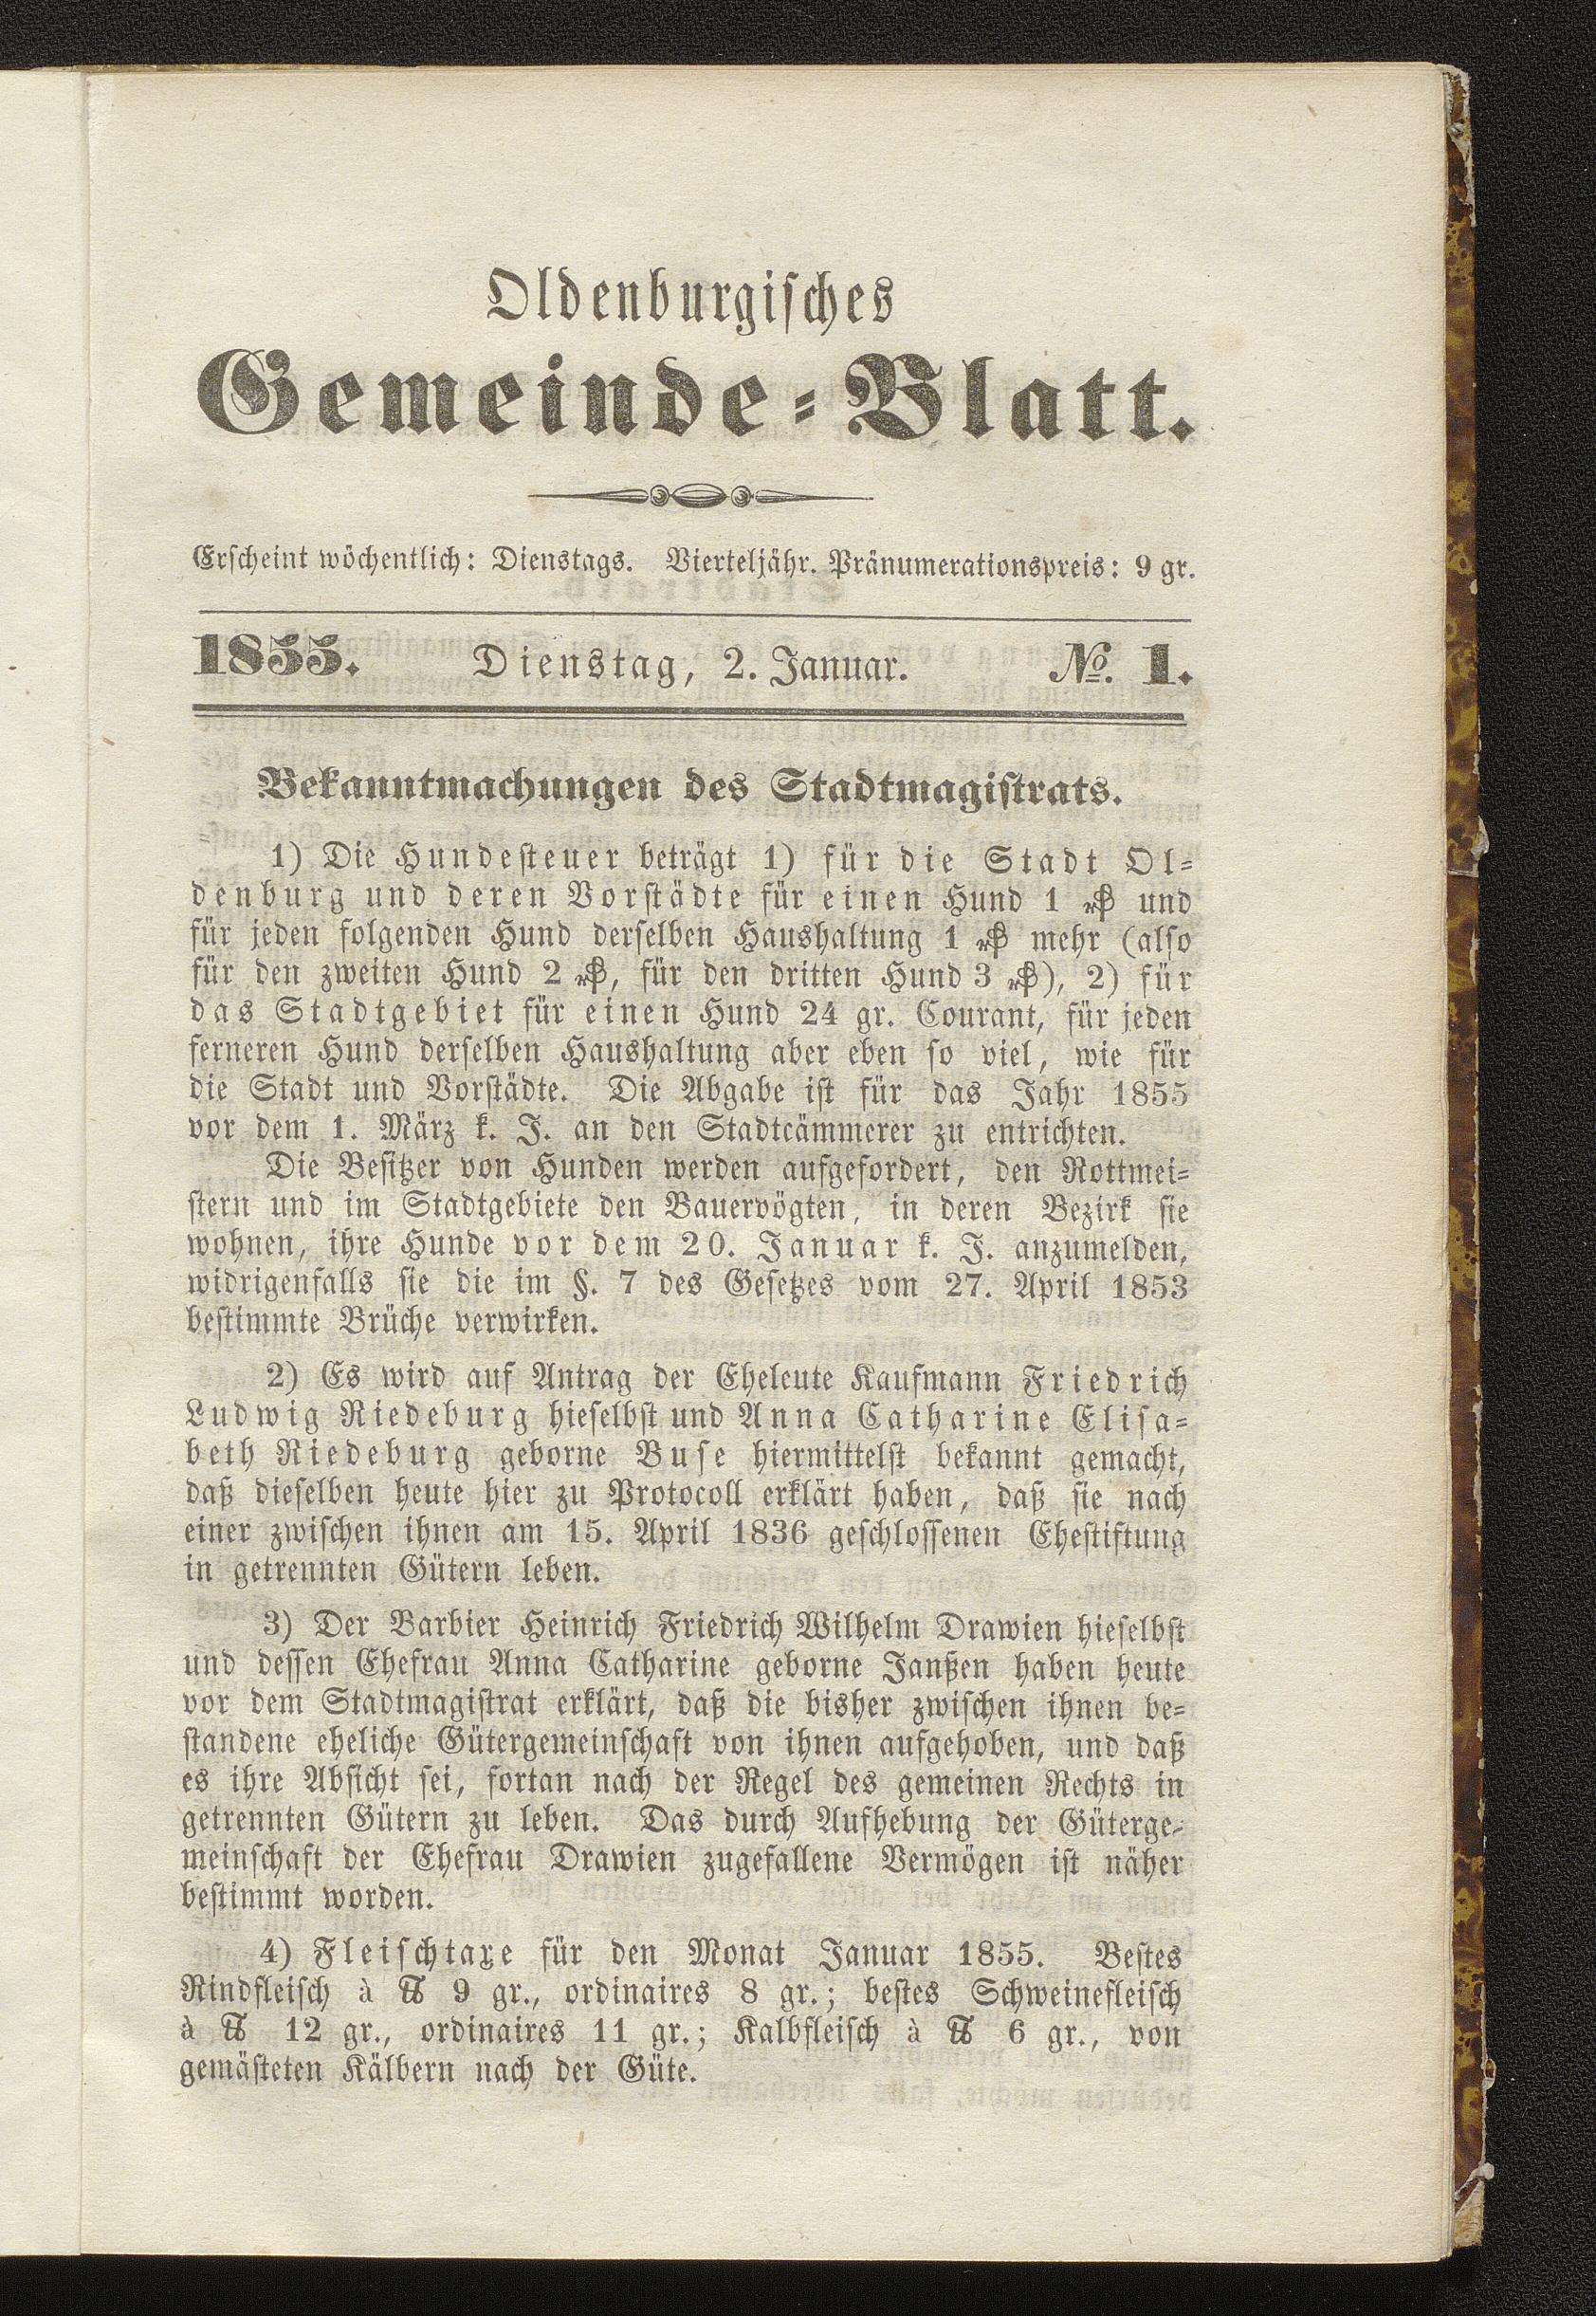 Oldenburgisches
Gemeinde-Blatt.
Erscheint wöchentlich: Dienstags. Vierteljähr. Pränumerationspreis: 9 gr.
1855. Dienstag, 2. Januar. №. 1.
Bekanntmachungen des Stadtmagistrats.
1) Die Hundesteuer beträgt 1) für die Stadt Ol-
denburg und deren Vorstädte für einen Hund 1 ₰ und
für jeden folgenden Hund derselben Haushaltung 1 ₰ mehr (also
für den zweiten Hund 2 ₰, für den dritten Hund 3 ₰), 2) für
das Stadtgebiet für einen Hund 24 gr. Courant, für jeden
ferneren Hund derselben Haushaltung aber eben so viel, wie für
die Stadt und Vorstädte. Die Abgabe ist für das Jahr 1855
vor dem 1. März k. J. an den Stadtcämmerer zu entrichten.
Die Besitzer von Hunden werden aufgefordert, den Rottmei-
stern und im Stadtgebiete den Bauervögten, in deren Bezirk sie
wohnen, ihre Hunde vor dem 20. Januar k. J. anzumelden,
widrigenfalls sie die im §. 7 des Gesetzes vom 27. April 1853
bestimmte Brüche verwirken.
2) Es wird auf Antrag der Eheleute Kaufmann Friedrich
Ludwig Riedeburg hieselbst und Anna Catharine Elisa-
beth Riedeburg geborne Buse hiermittelst bekannt gemacht,
daß dieselben heute hier zu Protocoll erklärt haben, daß sie nach
einer zwischen ihnen am 15. April 1836 geschlossenen Ehestiftung
in getrennten Gütern leben.
3) Der Barbier Heinrich Friedrich Wilhelm Drawien hieselbst
und dessen Ehefrau Anna Catharine geborne Janßen haben heute
vor dem Stadtmagistrat erklärt, daß die bisher zwischen ihnen be-
standene eheliche Gütergemeinschaft von ihnen aufgehoben, und daß
es ihre Absicht sei, fortan nach der Regel des gemeinen Rechts in
getrennten Gütern zu leben. Das durch Aufhebung der Güterge-
meinschaft der Ehefrau Drawien zugefallene Vermögen ist näher
bestimmt worden.
4) Fleischtaxe für den Monat Januar 1855. Bestes
Rindfleisch à ℔ 9 gr., ordinaires 8 gr.; bestes Schweinefleisch
à ℔ 12 gr., ordinaires 11 gr.; Kalbfleisch à ℔ 6 gr., von
gemästeten Kälbern nach der Güte.